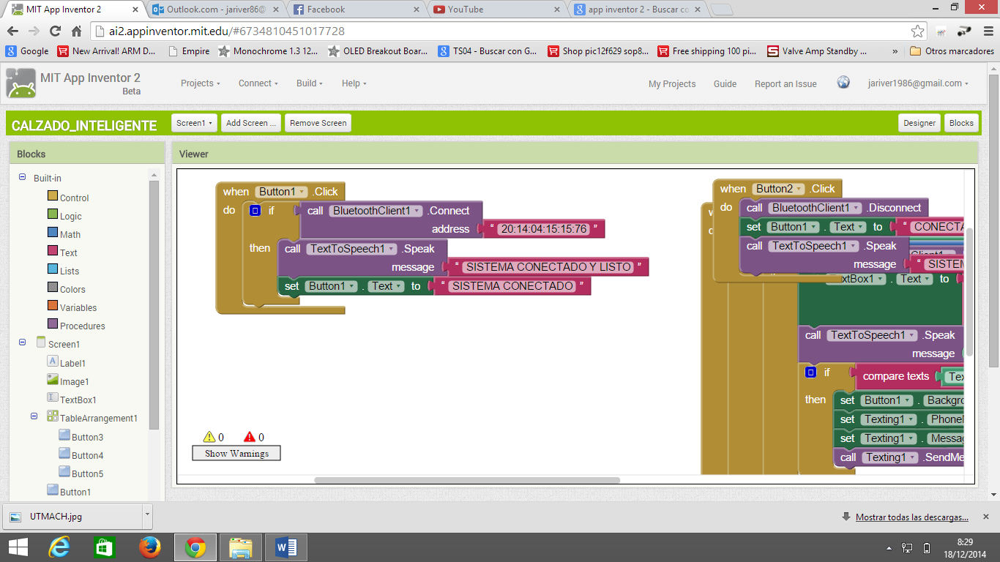 MIT App Inventor 2
Outlook.com - jariver86@
Facebook
YouTube
app inventor 2 - Buscar co
ai2.appinventor.mit.edu/#6734810451017728
Google
New Arrival! ARM D...
Empire
Monochrome 1.3 12...
OLED Breakout Boar...
TS04 - Buscar con G...
Shop pic12f629 sop8...
Free shipping 100 pi...
Valve Amp Standby ...
»
Otros marcadores
MIT App Inventor 2
Beta
Projects
Connect
Build
Help
My Projects
Guide
Report an Issue
jariver1986@gmail.com
CALZADO_INTELIGENTE
Screen1
Add Screen ...
Remove Screen
Designer
Blocks
Blocks
Viewer
Built-in
Control
Logic
Math
Text
Lists
Colors
Variables
Procedures
Screen1
Label1
Image1
TextBox1
TableArrangement1
Button3
Button4
Button5
Button1
when Button1 .Click
do if call BluetoothClient1 .Connect
address " 20:14:04:15:15:76 "
then call TextToSpeech1 .Speak
message " SISTEMA CONECTADO Y LISTO "
set Button1 . Text to " SISTEMA CONECTADO "
0 0
Show Warnings
when Button2 .Click
do call BluetoothClient1 .Disconnect
set Button1 . Text to " CONECTA
call TextToSpeech1 .Speak
message " SISTEM
xtBox1 . Text to
call TextToSpeech1 .Speak
message
if compare texts Tex
then set Button1 . Backgro
set Texting1 . PhoneN
set Texting1 . Messag
call Texting1 .SendMe
UTMACH.jpg
Mostrar todas las descargas...
8:29
18/12/2014